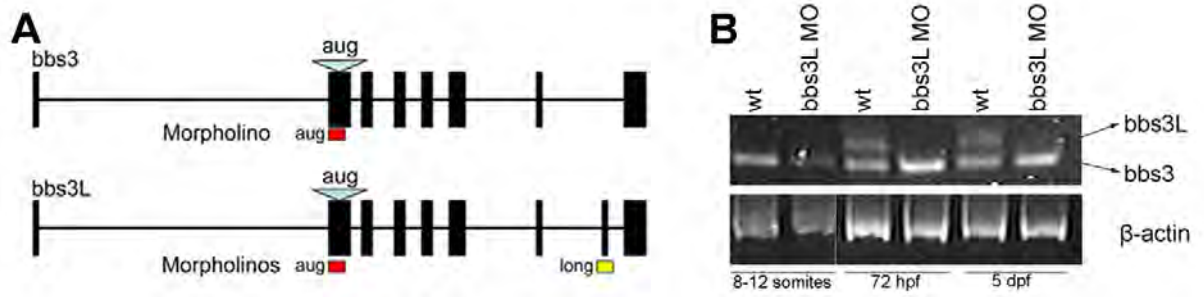 A
bbs3
aug
Morpholino aug
bbs3L
aug
Morpholinos aug long
B
wt bbs3L MO wt bbs3L MO wt bbs3L MO
bbs3L
bbs3
β-actin
8-12 somites 72 hpf 5 dpf